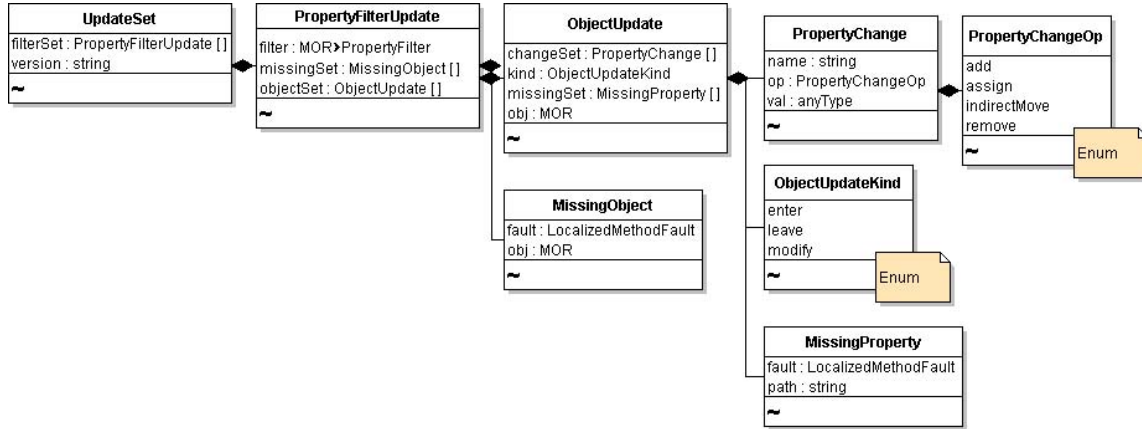 UpdateSet
filterSet : PropertyFilterUpdate [ ]
version : string
~
PropertyFilterUpdate
filter : MOR>PropertyFilter
missingSet : MissingObject [ ]
objectSet : ObjectUpdate [ ]
~
ObjectUpdate
changeSet : PropertyChange [ ]
kind : ObjectUpdateKind
missingSet : MissingProperty [ ]
obj : MOR
~
PropertyChange
name : string
op : PropertyChangeOp
val : anyType
~
PropertyChangeOp
add
assign
indirectMove
remove
~
Enum
MissingObject
fault : LocalizedMethodFault
obj : MOR
~
ObjectUpdateKind
enter
leave
modify
~
Enum
MissingProperty
fault : LocalizedMethodFault
path : string
~